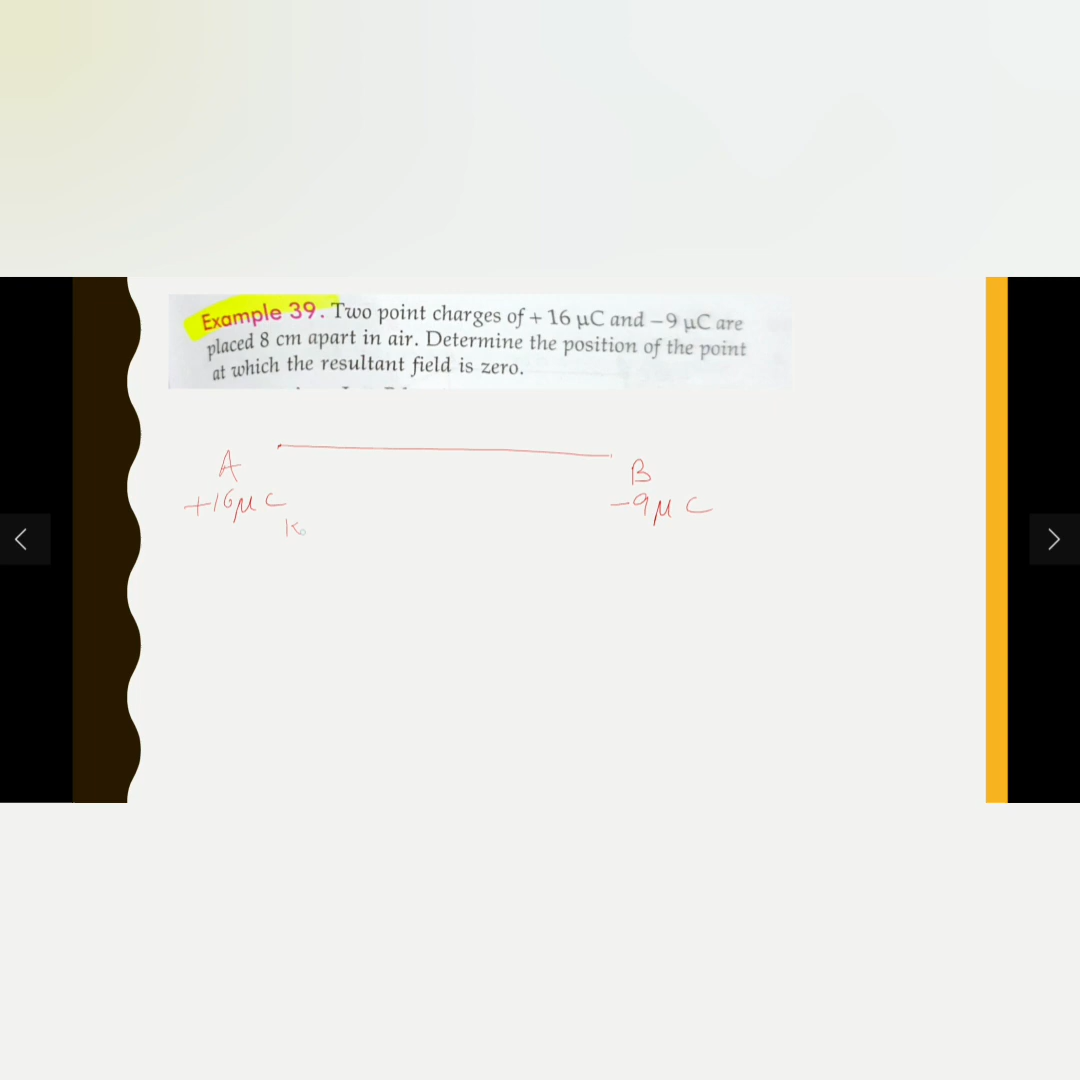 Example 39. Two point charges of + 16 μC and –9 μC are
placed 8 cm apart in air. Determine the position of the point
at which the resultant field is zero.
A
B
+16μC
-9μC